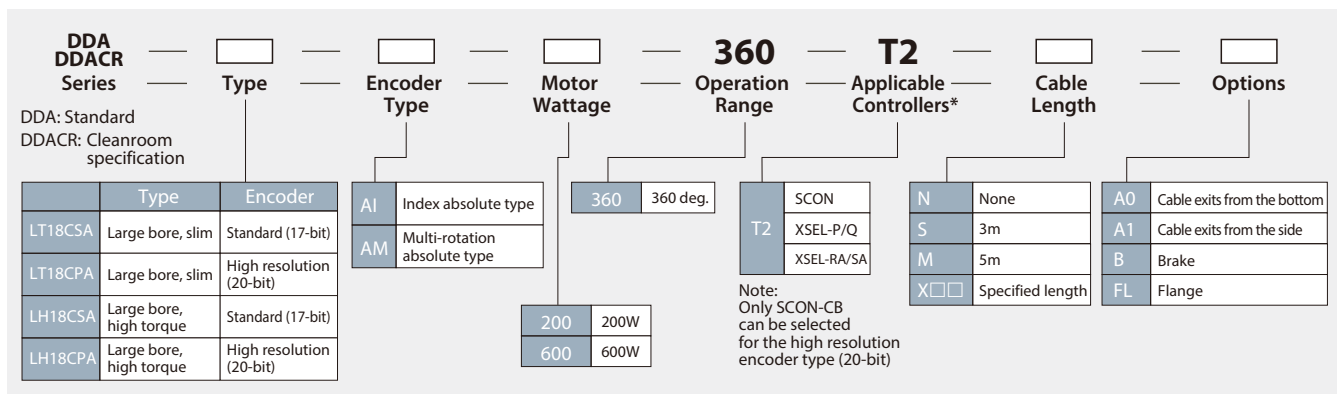 DDA
DDACR
Series
— □ —
Type
— □ —
Encoder
Type
— □ —
Motor
Wattage
360
Operation
Range
T2
Applicable
Controllers*
— □ —
Cable
Length
— □
Options
DDA: Standard
DDACR: Cleanroom
specification
Type Encoder
LT18CSA Large bore, slim Standard (17-bit)
LT18CPA Large bore, slim High resolution
(20-bit)
LH18CSA Large bore,
high torque Standard (17-bit)
LH18CPA Large bore,
high torque High resolution
(20-bit)
AI Index absolute type
AM Multi-rotation
absolute type
200 200W
600 600W
360 360 deg.
T2 SCON
XSEL-P/Q
XSEL-RA/SA
Note:
Only SCON-CB
can be selected
for the high resolution
encoder type (20-bit)
N None
S 3m
M 5m
X□□ Specified length
A0 Cable exits from the bottom
A1 Cable exits from the side
B Brake
FL Flange